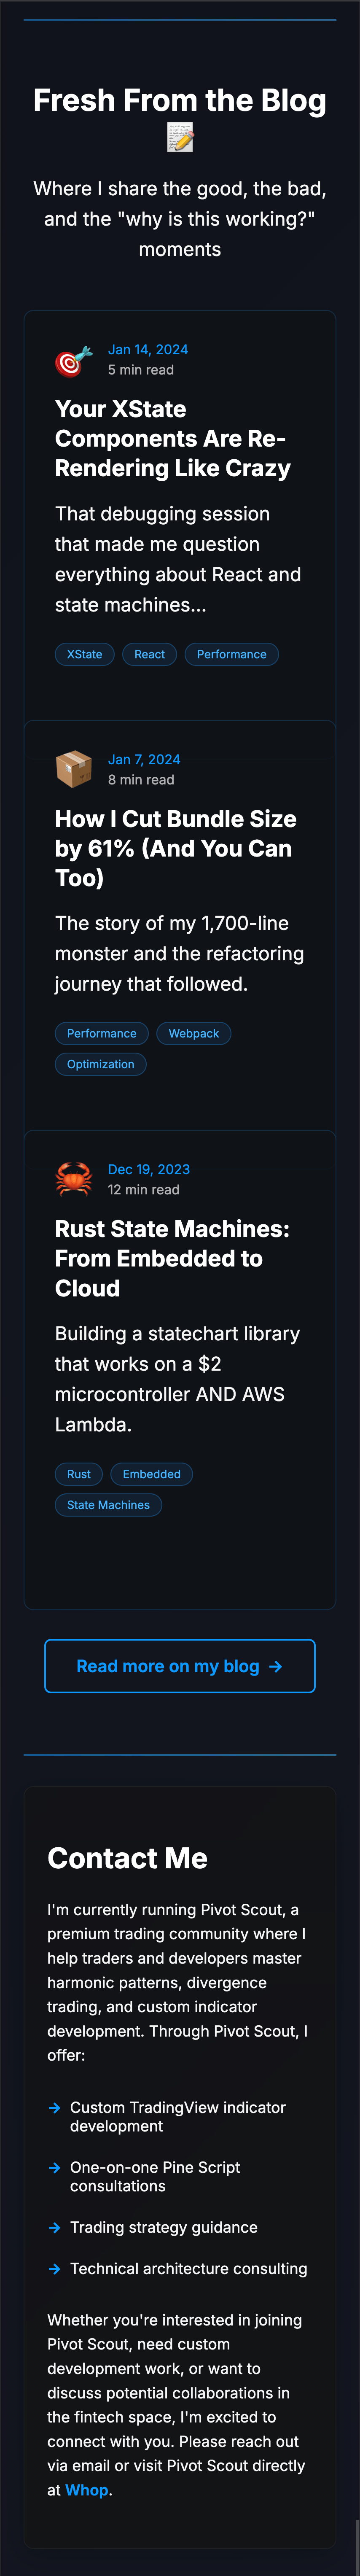 Fresh From the Blog
📝
Where I share the good, the bad,
and the "why is this working?"
moments
Jan 14, 2024
5 min read
Your XState
Components Are Re-
Rendering Like Crazy
That debugging session
that made me question
everything about React and
state machines...
XState React Performance
Jan 7, 2024
8 min read
How I Cut Bundle Size
by 61% (And You Can
Too)
The story of my 1,700-line
monster and the refactoring
journey that followed.
Performance Webpack
Optimization
Dec 19, 2023
12 min read
Rust State Machines:
From Embedded to
Cloud
Building a statechart library
that works on a $2
microcontroller AND AWS
Lambda.
Rust Embedded
State Machines
Read more on my blog →
Contact Me
I'm currently running Pivot Scout, a
premium trading community where I
help traders and developers master
harmonic patterns, divergence
trading, and custom indicator
development. Through Pivot Scout, I
offer:
→ Custom TradingView indicator
development
→ One-on-one Pine Script
consultations
→ Trading strategy guidance
→ Technical architecture consulting
Whether you're interested in joining
Pivot Scout, need custom
development work, or want to
discuss potential collaborations in
the fintech space, I'm excited to
connect with you. Please reach out
via email or visit Pivot Scout directly
at Whop.